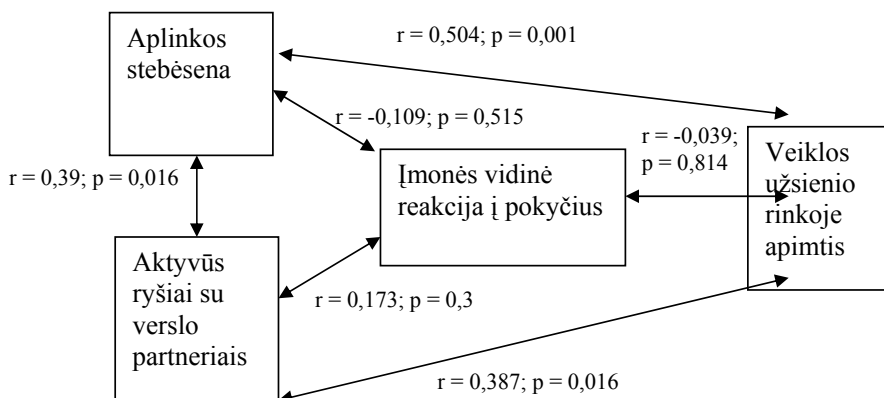 Aplinkos
stebėsena
r = 0,504; p = 0,001
r = -0,109; p = 0,515
r = -0,039;
p = 0,814
r = 0,39; p = 0,016
Įmonės vidinė
reakcija į pokyčius
Veiklos
užsienio
rinkoje
apimtis
Aktyvūs
ryšiai su
verslo
partneriais
r = 0,173; p = 0,3
r = 0,387; p = 0,016